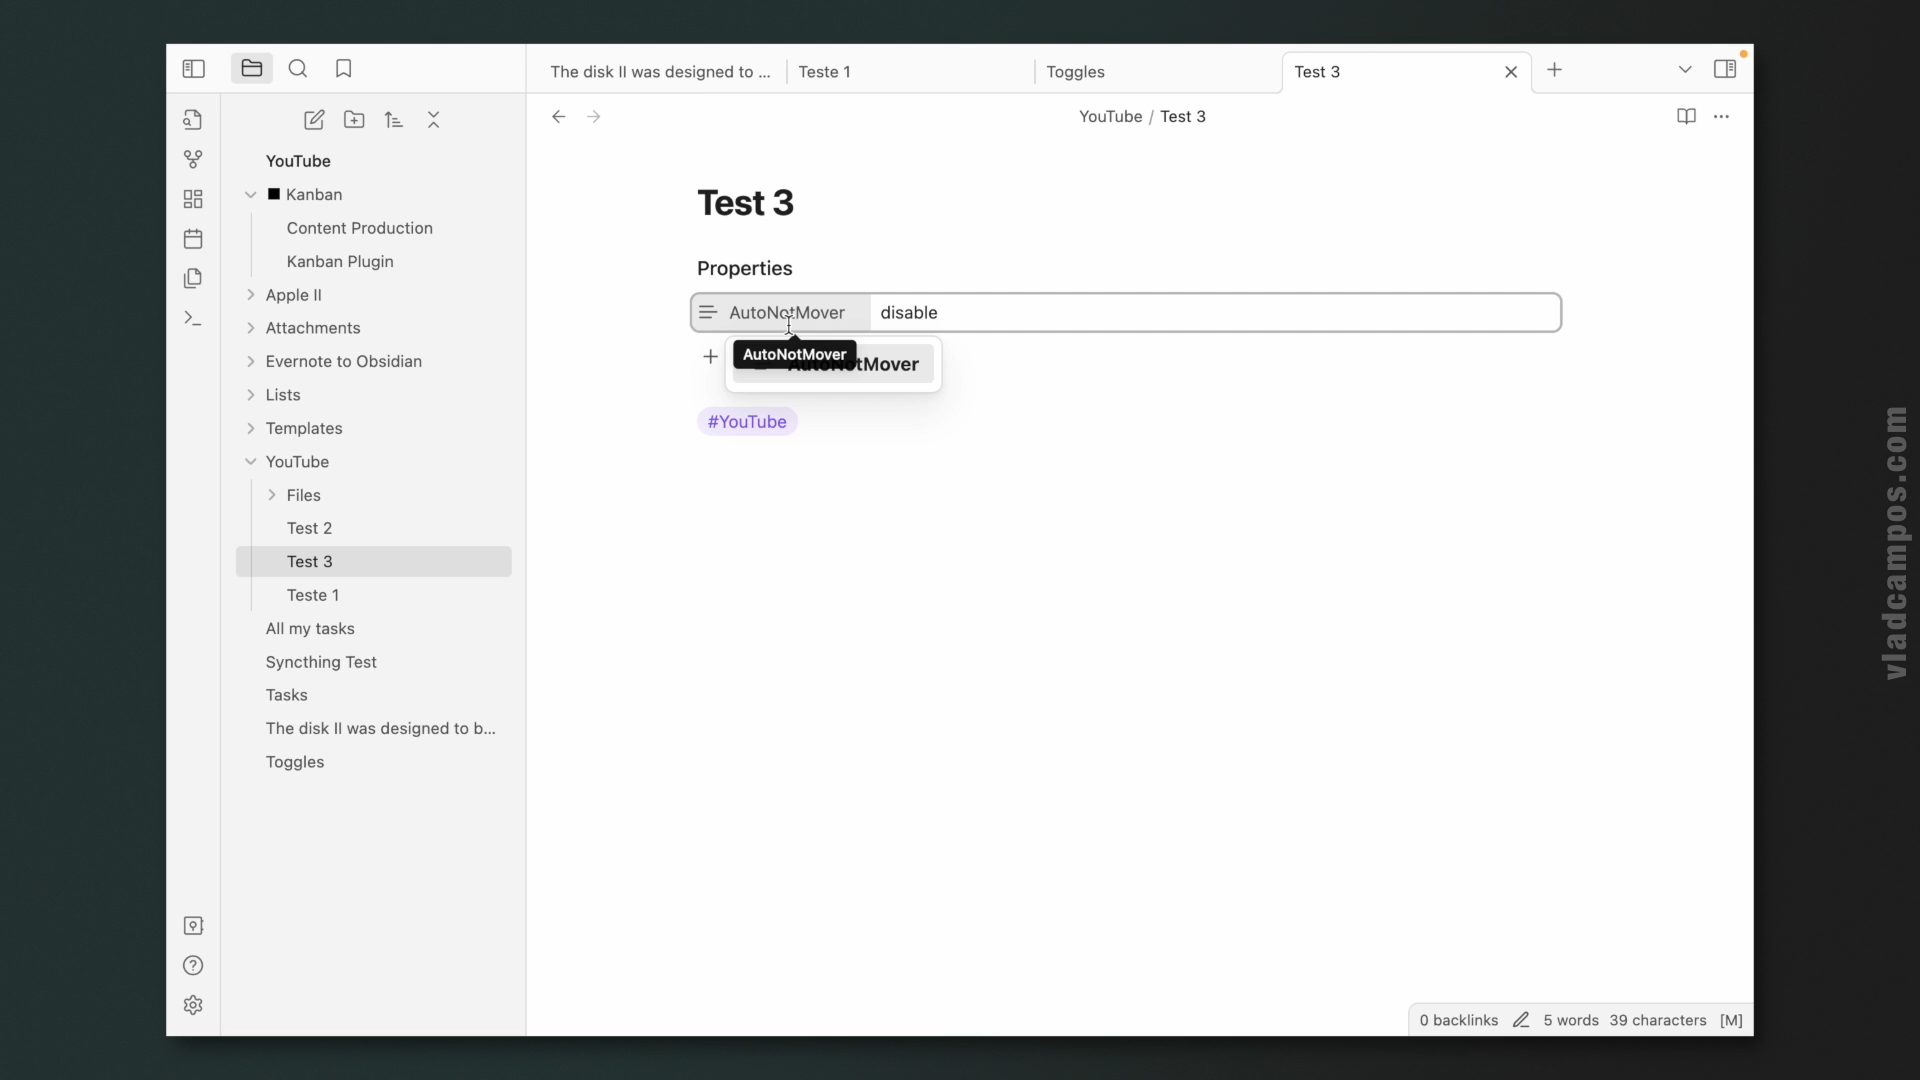 The disk II was designed to ...
Teste 1
Toggles
Test 3
YouTube / Test 3
YouTube
Kanban
Content Production
Kanban Plugin
Apple II
Attachments
Evernote to Obsidian
Lists
Templates
YouTube
Files
Test 2
Test 3
Teste 1
All my tasks
Syncthing Test
Tasks
The disk II was designed to b...
Toggles
Test 3
Properties
AutoNotMover disable
AutoNotMover
AutoNotMover
#YouTube
0 backlinks 5 words 39 characters [M]
vladcampos.com